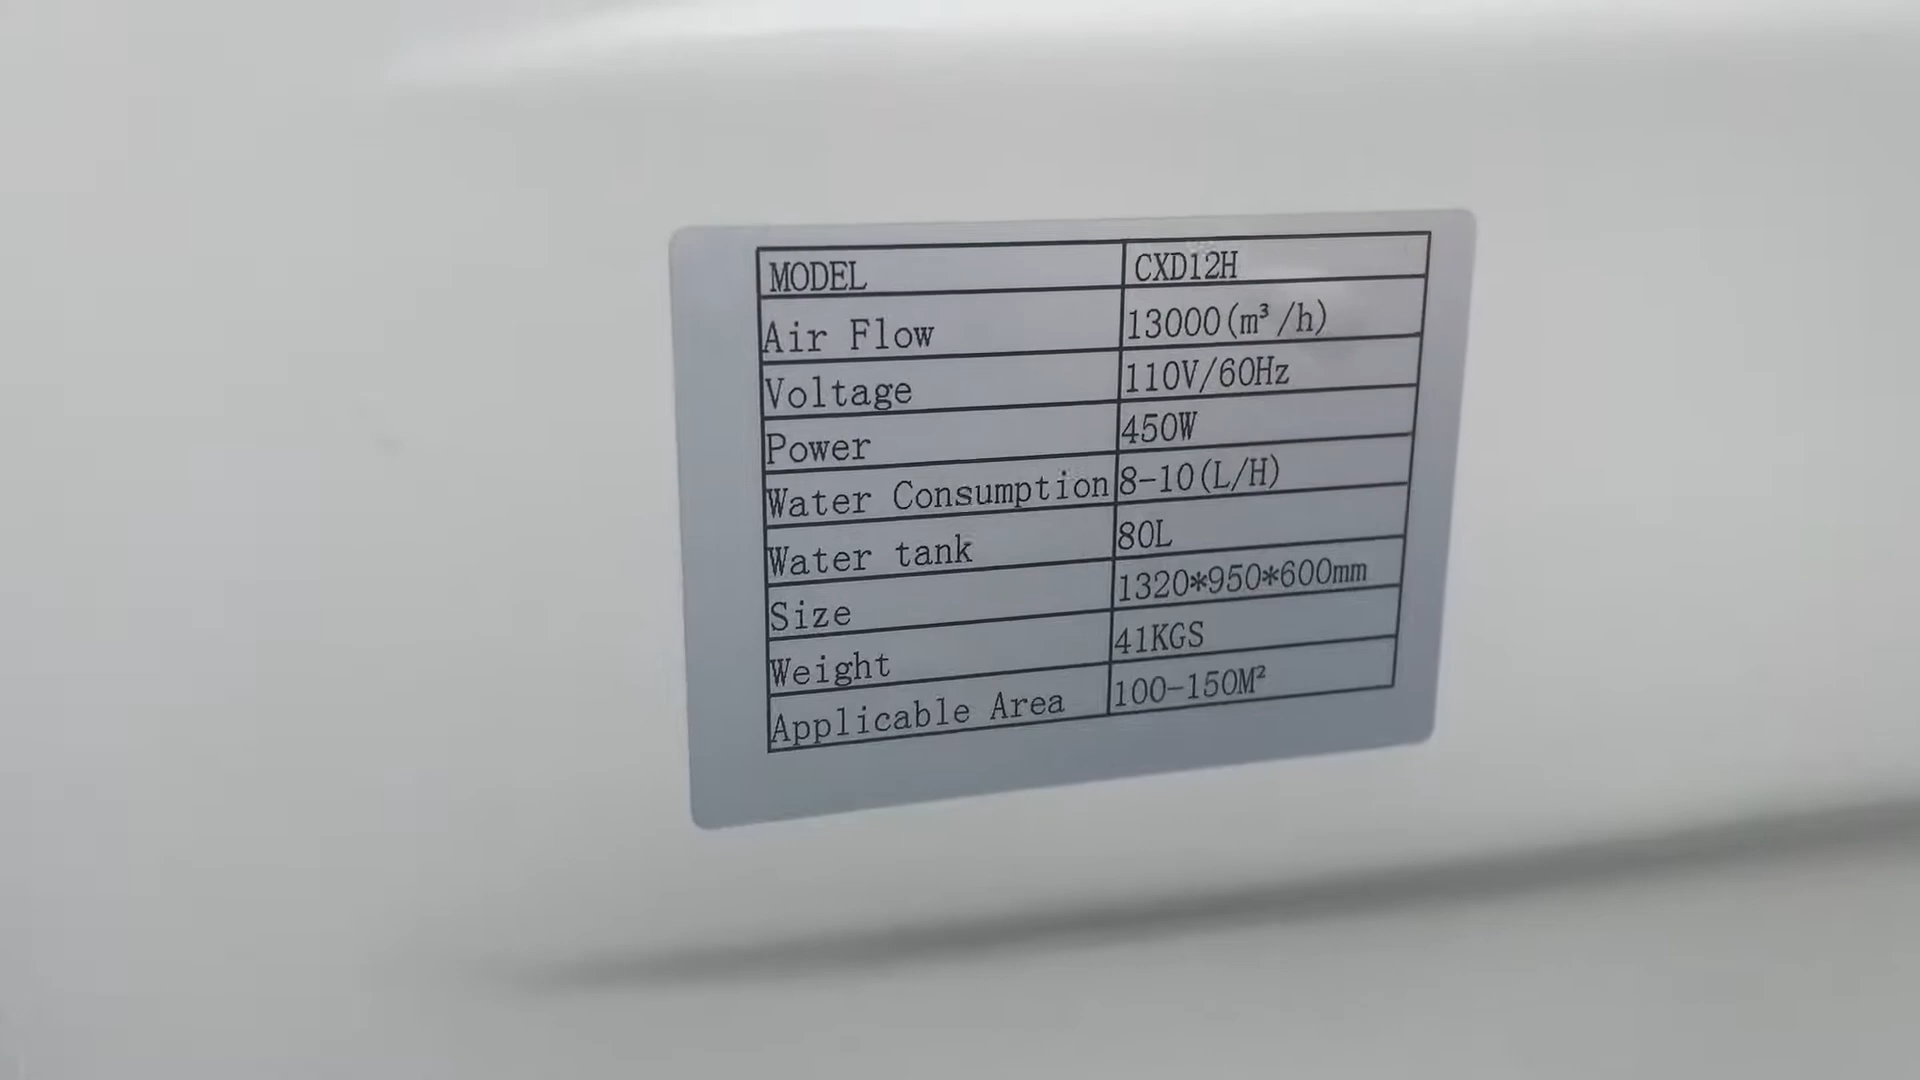 MODEL CXD12H
Air Flow 13000(m³/h)
Voltage 110V/60Hz
Power 450W
Water Consumption 8-10(L/H)
Water tank 80L
Size 1320*950*600mm
Weight 41KGS
Applicable Area 100-150M²